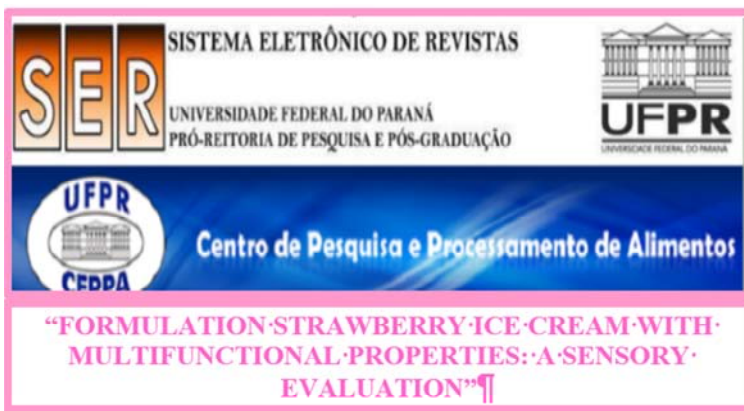 SER
SISTEMA ELETRÔNICO DE REVISTAS
UNIVERSIDADE FEDERAL DO PARANÁ
PRÓ-REITORIA DE PESQUISA E PÓS-GRADUAÇÃO
UFPR
UNIVERSIDADE FEDERAL DO PARANÁ
UFPR
CEPPA
Centro de Pesquisa e Processamento de Alimentos
“FORMULATION·STRAWBERRY·ICE·CREAM·WITH·
MULTIFUNCTIONAL·PROPERTIES:·A·SENSORY·
EVALUATION”¶